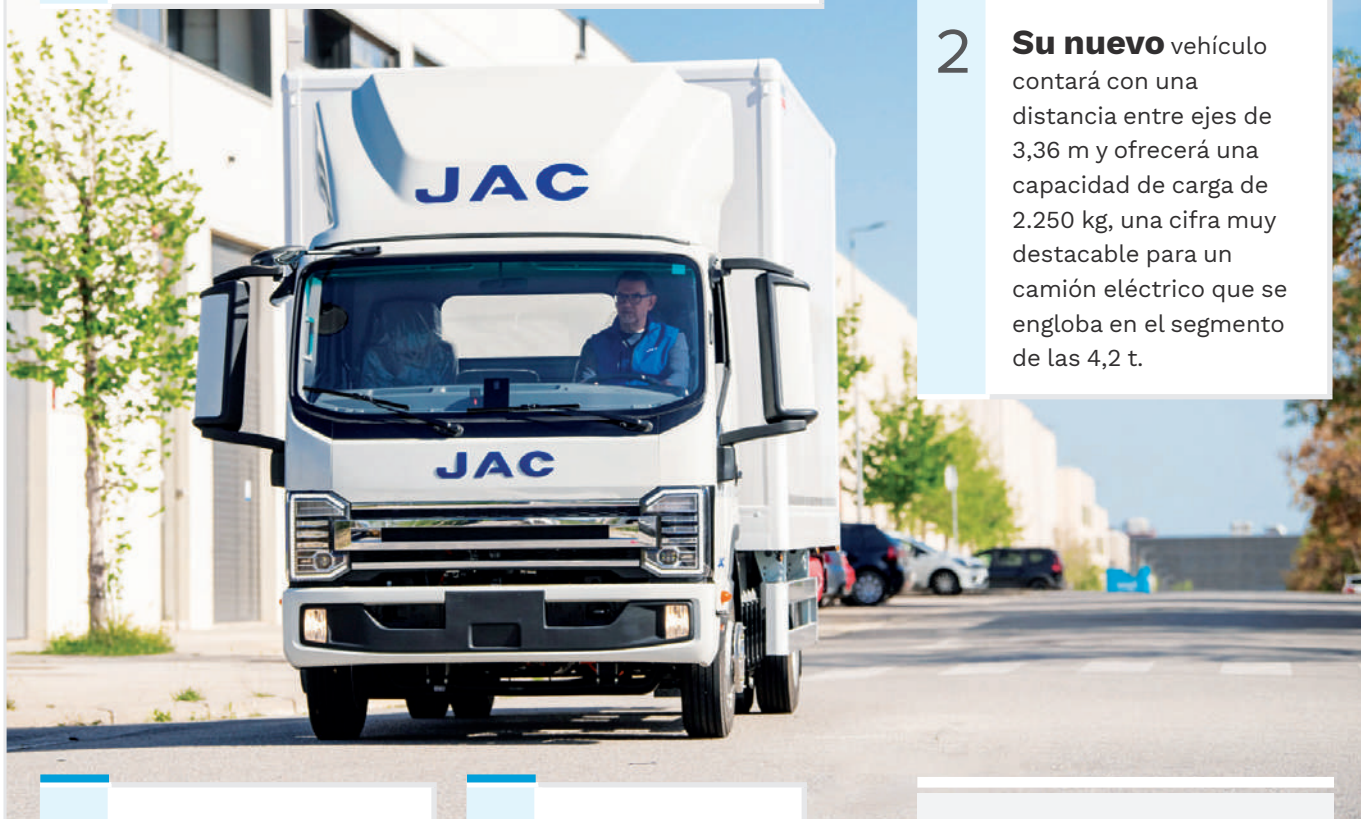 JAC
JAC
2
Su nuevo vehículo
contará con una
distancia entre ejes de
3,36 m y ofrecerá una
capacidad de carga de
2.250 kg, una cifra muy
destacable para un
camión eléctrico que se
engloba en el segmento
de las 4,2 t.